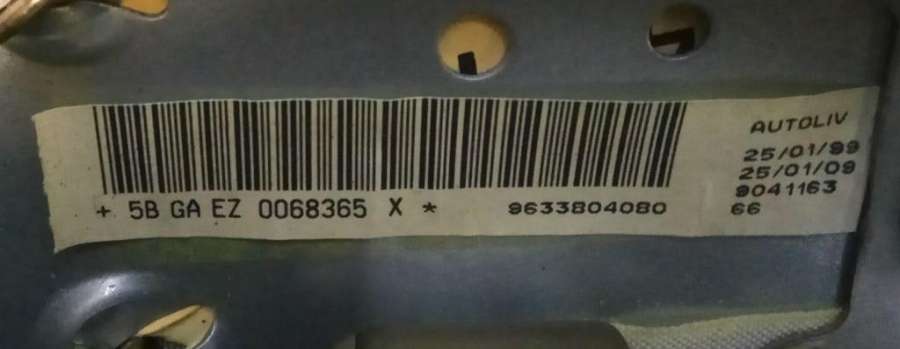 + 5B GA EZ 0068365 X *
9633804080
AUTOLIV
25/01/99
25/01/09
9041163
66